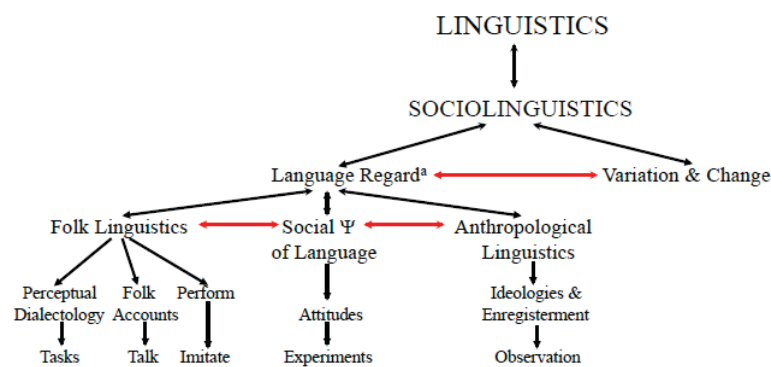 LINGUISTICS
SOCIOLINGUISTICS
Language Regardᵃ
Variation & Change
Folk Linguistics
Social Ψ
of Language
Anthropological
Linguistics
Perceptual
Dialectology
Folk
Accounts
Perform
Attitudes
Ideologies &
Enregisterment
Tasks
Talk
Imitate
Experiments
Observation